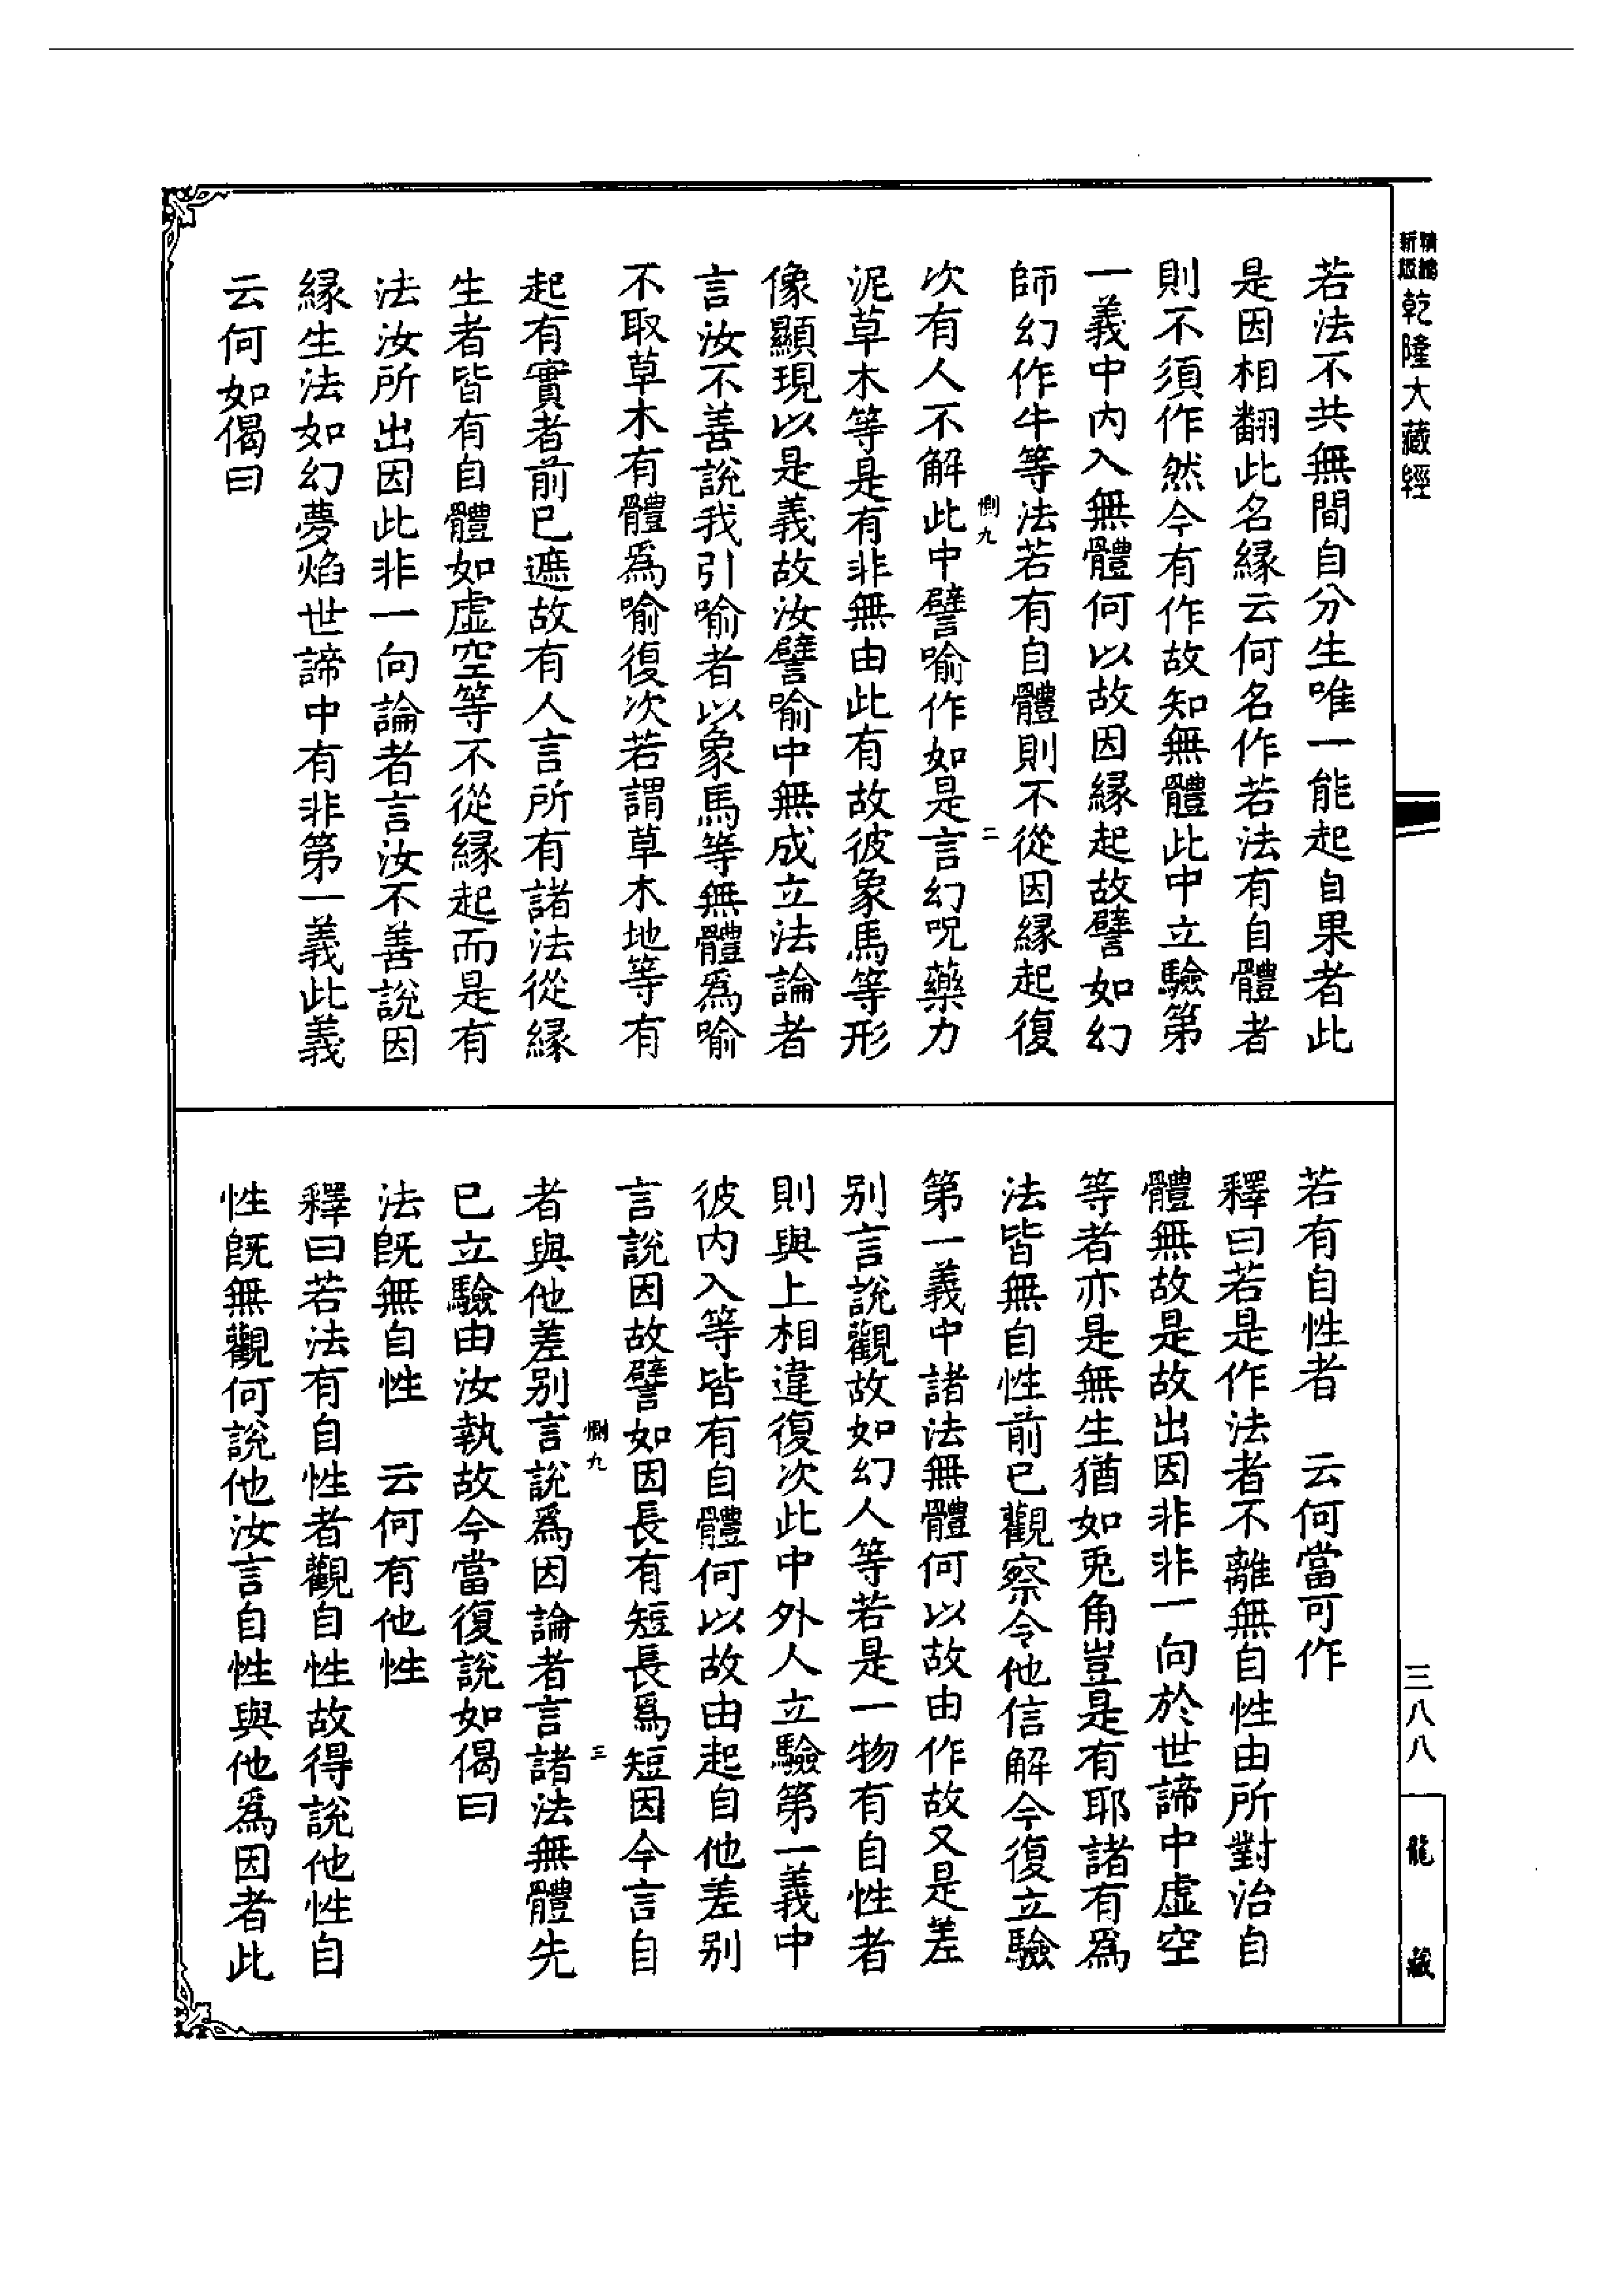 精編
新版
乾隆大藏經
若法不共無間自分生唯一能起自果者此
是因相翻此名緣云何名作若法有自體者
則不須作然今有作故知無體此中立驗第
一義中內入無體何以故因緣起故譬如幻
師幻作牛等法若有自體則不從因緣起復
惻九
二
次有人不解此中譬喻作如是言幻呪藥力
泥草木等是有非無由此有故彼象馬等形
像顯現以是義故汝譬喻中無成立法論者
言汝不善說我引喻者以象馬等無體爲喻
不取草木有體爲喻復次若謂草木地等有
起有實者前已遮故有人言所有諸法從緣
生者皆有自體如虛空等不從緣起而是有
法汝所出因此非一向論者言汝不善說因
緣生法如幻夢焰世諦中有非第一義此義
云何如偈曰
若有自性者　云何當可作
釋曰若是作法者不離無自性由所對治自
體無故是故出因非非一向於世諦中虛空
等者亦是無生猶如兎角豈是有耶諸有爲
法皆無自性前已觀察令他信解今復立驗
第一義中諸法無體何以故由作故又是差
别言說觀故如幻人等若是一物有自性者
則與上相違復次此中外人立驗第一義中
彼內入等皆有自體何以故由起自他差别
言說因故譬如因長有短長爲短因今言自
惻九
三
者與他差别言說爲因論者言諸法無體先
已立驗由汝執故今當復說如偈曰
法旣無自性　云何有他性
釋曰若法有自性者觀自性故得說他性自
性旣無觀何說他汝言自性與他爲因者此
三八八
龍藏